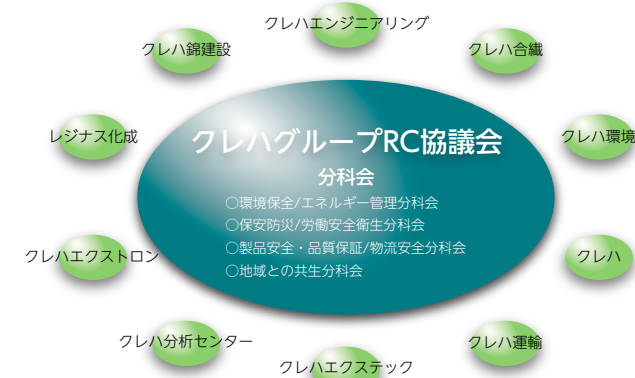 クレハエンジニアリング
クレハ錦建設
クレハ合繊
レジナス化成
クレハ環境
クレハグループRC協議会
分科会
○環境保全/エネルギー管理分科会
○保安防災/労働安全衛生分科会
○製品安全・品質保証/物流安全分科会
○地域との共生分科会
クレハエクストロン
クレハ
クレハ分析センター
クレハ運輸
クレハエクステック